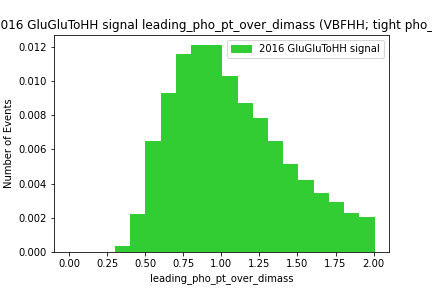 016 GluGluToHH signal leading_pho_pt_over_dimass (VBFHH; tight pho_
2016 GluGluToHH signal
0.012
0.010
0.008
0.006
0.004
0.002
0.000
Number of Events
0.00 0.25 0.50 0.75 1.00 1.25 1.50 1.75 2.00
leading_pho_pt_over_dimass